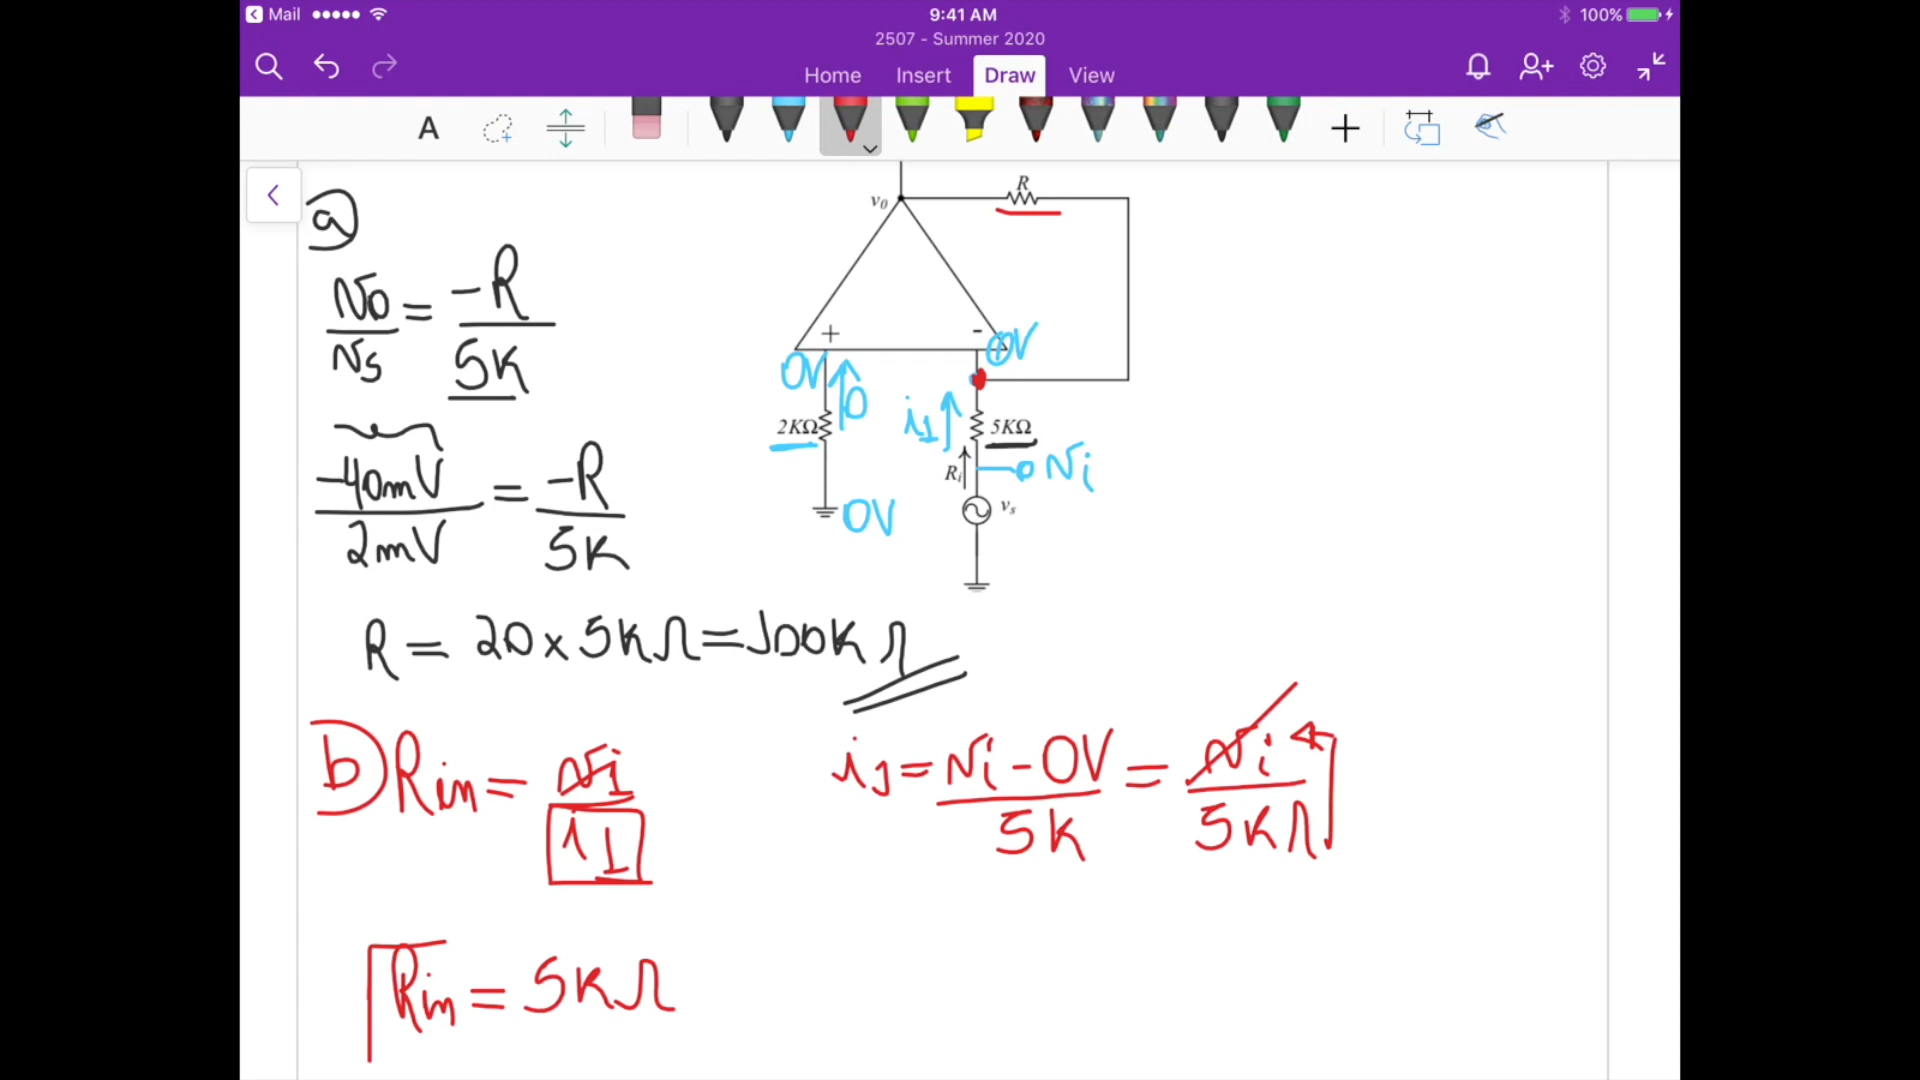 Mail 9:41 AM 100%
2507 - Summer 2020
Home Insert Draw View
A
a)
R
v0
vo/vs = -R/5K
+ -
0V 0V
0
i1
2KΩ 5KΩ
Ri vi
0V vs
-40mV/2mV = -R/5K
R = 20 x 5KΩ = 100KΩ
b) Rin = vi/i1
i1 = vi - 0V/5K = vi/5KΩ
Rin = 5KΩ